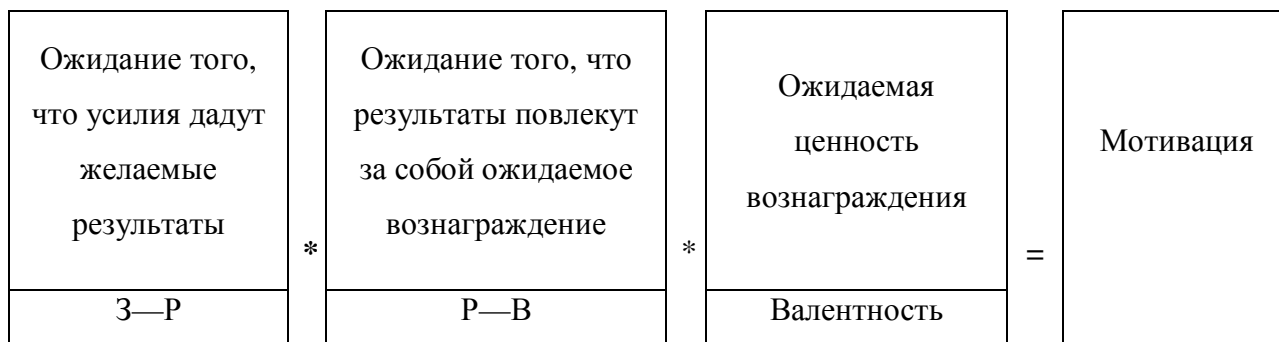 Ожидание того,
что усилия дадут
желаемые
результаты
*
Ожидание того, что
результаты повлекут
за собой ожидаемое
вознаграждение
*
Ожидаемая
ценность
вознаграждения
=
Мотивация
З—Р
Р—В
Валентность